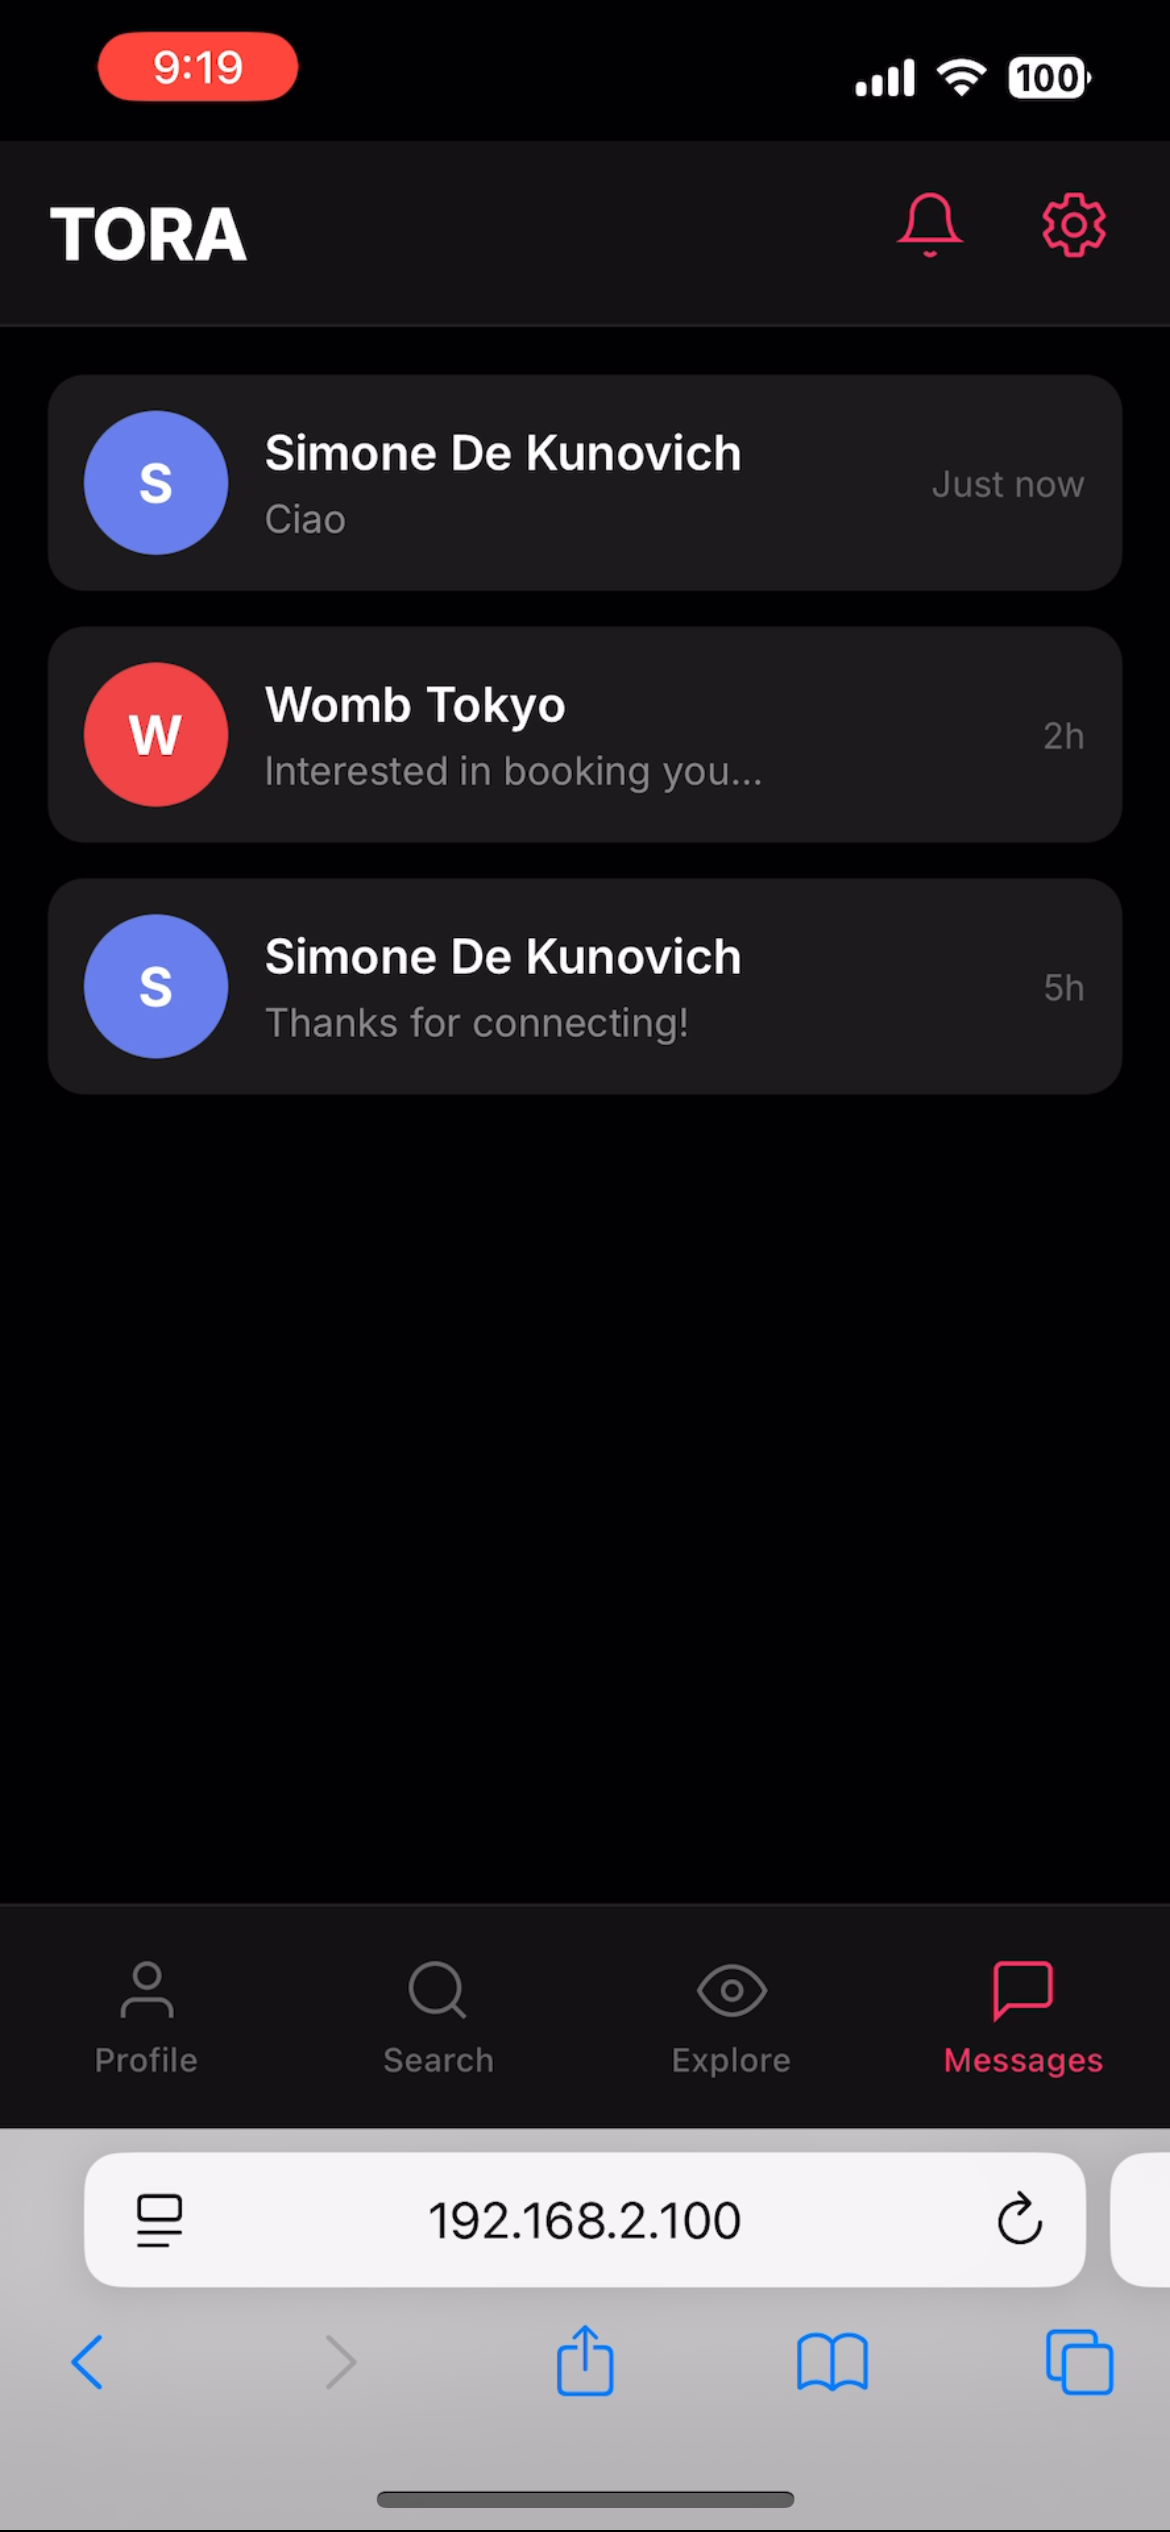 9:19
100
TORA
S
Simone De Kunovich
Ciao
Just now
W
Womb Tokyo
Interested in booking you...
2h
S
Simone De Kunovich
Thanks for connecting!
5h
Profile
Search
Explore
Messages
192.168.2.100